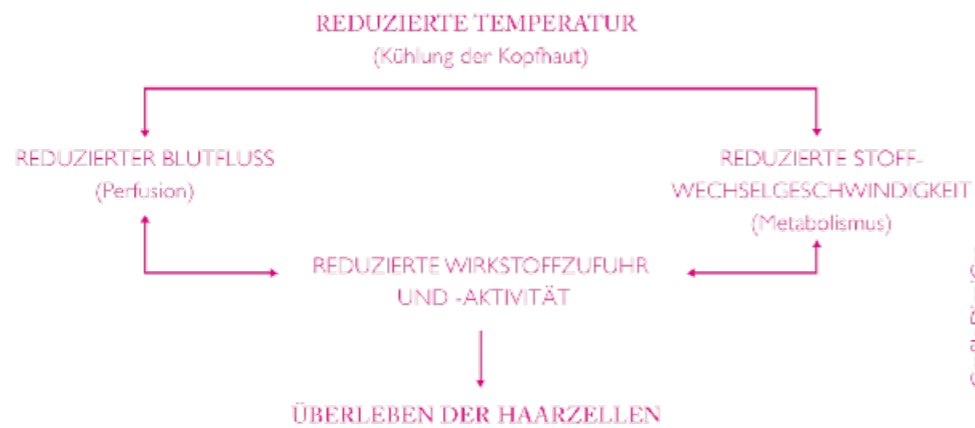 REDUZIERTE TEMPERATUR
(Kühlung der Kopfhaut)
REDUZIERTER BLUTFLUSS
(Perfusion)
REDUZIERTE STOFF-
WECHSELGESCHWINDIGKEIT
(Metabolismus)
REDUZIERTE WIRKSTOFFZUFUHR
UND -AKTIVITÄT
ÜBERLEBEN DER HAARZELLEN